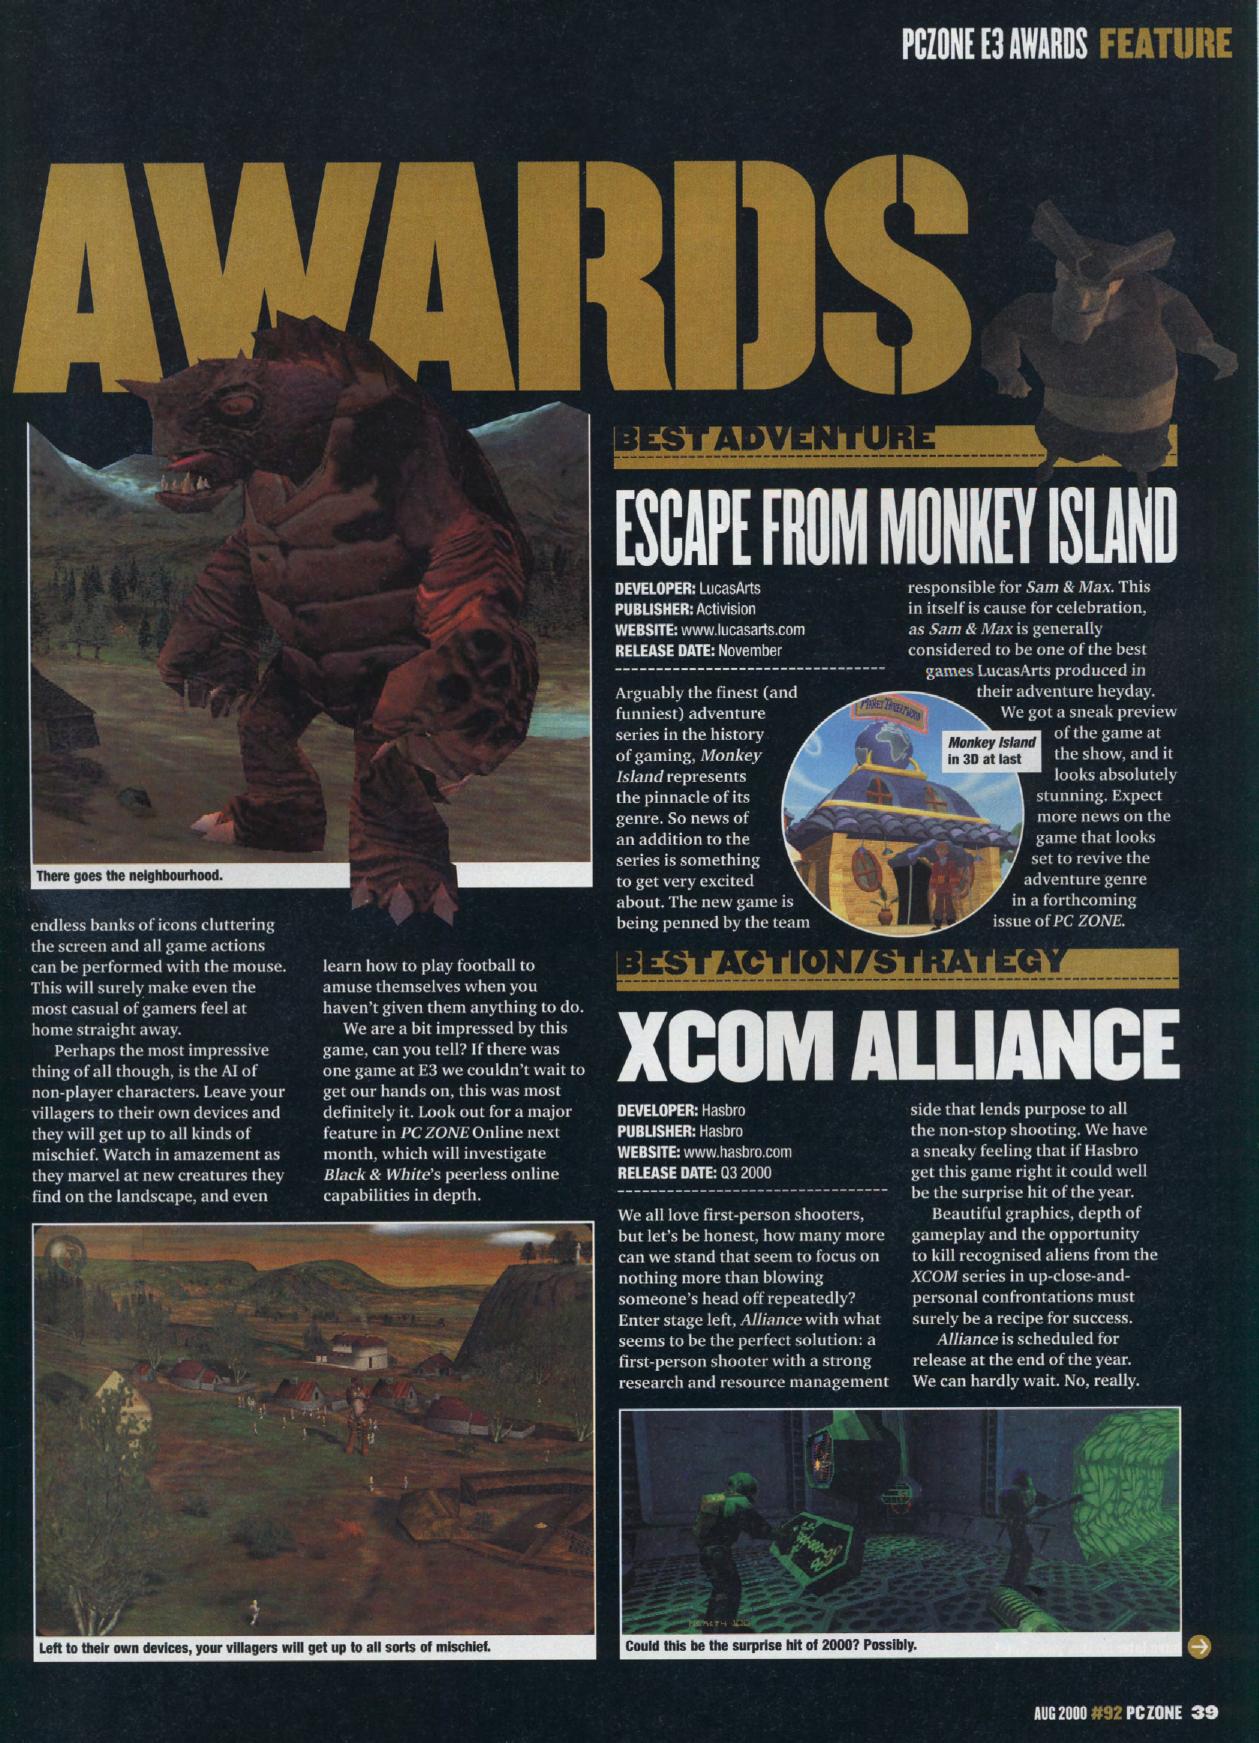 PCZONE E3 AWARDS FEATURE
AWARDS
There goes the neighbourhood.
endless banks of icons cluttering
the screen and all game actions
can be performed with the mouse.
This will surely make even the
most casual of gamers feel at
home straight away.
Perhaps the most impressive
thing of all though, is the AI of
non-player characters. Leave your
villagers to their own devices and
they will get up to all kinds of
mischief. Watch in amazement as
they marvel at new creatures they
find on the landscape, and even
learn how to play football to
amuse themselves when you
haven't given them anything to do.
We are a bit impressed by this
game, can you tell? If there was
one game at E3 we couldn't wait to
get our hands on, this was most
definitely it. Look out for a major
feature in PC ZONE Online next
month, which will investigate
Black & White's peerless online
capabilities in depth.
Left to their own devices, your villagers will get up to all sorts of mischief.
BEST ADVENTURE
ESCAPE FROM MONKEY ISLAND
DEVELOPER: LucasArts
PUBLISHER: Activision
WEBSITE: www.lucasarts.com
RELEASE DATE: November
Arguably the finest (and
funniest) adventure
series in the history
of gaming, Monkey
Island represents
the pinnacle of its
genre. So news of
an addition to the
series is something
to get very excited
about. The new game is
being penned by the team
responsible for Sam & Max. This
in itself is cause for celebration,
as Sam & Max is generally
considered to be one of the best
games LucasArts produced in
their adventure heyday.
We got a sneak preview
of the game at
the show, and it
looks absolutely
stunning. Expect
more news on the
game that looks
set to revive the
adventure genre
in a forthcoming
issue of PC ZONE.
Monkey Island
in 3D at last
BEST ACTION/STRATEGY
XCOM ALLIANCE
DEVELOPER: Hasbro
PUBLISHER: Hasbro
WEBSITE: www.hasbro.com
RELEASE DATE: Q3 2000
We all love first-person shooters,
but let's be honest, how many more
can we stand that seem to focus on
nothing more than blowing
someone's head off repeatedly?
Enter stage left, Alliance with what
seems to be the perfect solution: a
first-person shooter with a strong
research and resource management
side that lends purpose to all
the non-stop shooting. We have
a sneaky feeling that if Hasbro
get this game right it could well
be the surprise hit of the year.
Beautiful graphics, depth of
gameplay and the opportunity
to kill recognised aliens from the
XCOM series in up-close-and-
personal confrontations must
surely be a recipe for success.
Alliance is scheduled for
release at the end of the year.
We can hardly wait. No, really.
HEALTH 100
Could this be the surprise hit of 2000? Possibly.
AUG 2000 #92 PC ZONE 39